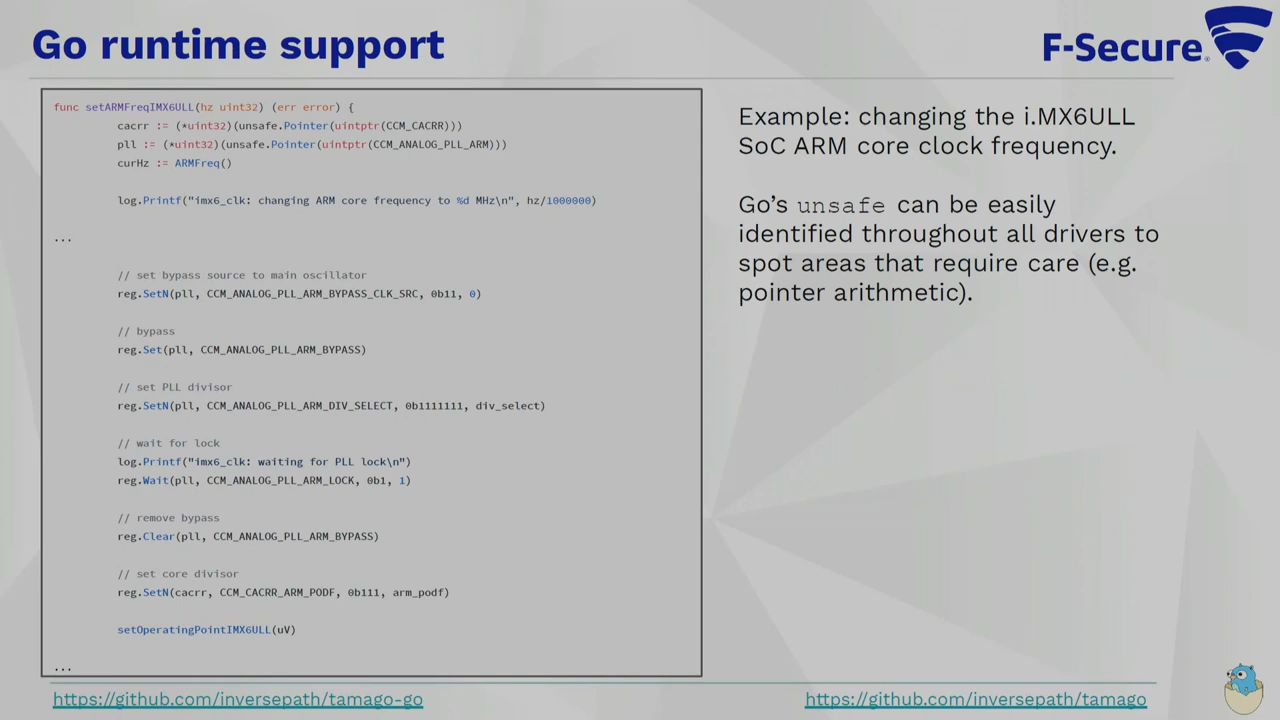 Go runtime support
F-Secure®
func setARMFreqIMX6ULL(hz uint32) (err error) {
cacrr := (*uint32)(unsafe.Pointer(uintptr(CCM_CACRR)))
pll := (*uint32)(unsafe.Pointer(uintptr(CCM_ANALOG_PLL_ARM)))
curHz := ARMFreq()
log.Printf("imx6_clk: changing ARM core frequency to %d MHz\n", hz/1000000)
...
// set bypass source to main oscillator
reg.SetN(pll, CCM_ANALOG_PLL_ARM_BYPASS_CLK_SRC, 0b11, 0)
// bypass
reg.Set(pll, CCM_ANALOG_PLL_ARM_BYPASS)
// set PLL divisor
reg.SetN(pll, CCM_ANALOG_PLL_ARM_DIV_SELECT, 0b1111111, div_select)
// wait for lock
log.Printf("imx6_clk: waiting for PLL lock\n")
reg.Wait(pll, CCM_ANALOG_PLL_ARM_LOCK, 0b1, 1)
// remove bypass
reg.Clear(pll, CCM_ANALOG_PLL_ARM_BYPASS)
// set core divisor
reg.SetN(cacrr, CCM_CACRR_ARM_PODF, 0b111, arm_podf)
setOperatingPointIMX6ULL(uV)
...
Example: changing the i.MX6ULL
SoC ARM core clock frequency.
Go's unsafe can be easily
identified throughout all drivers to
spot areas that require care (e.g.
pointer arithmetic).
https://github.com/inversepath/tamago-go
https://github.com/inversepath/tamago